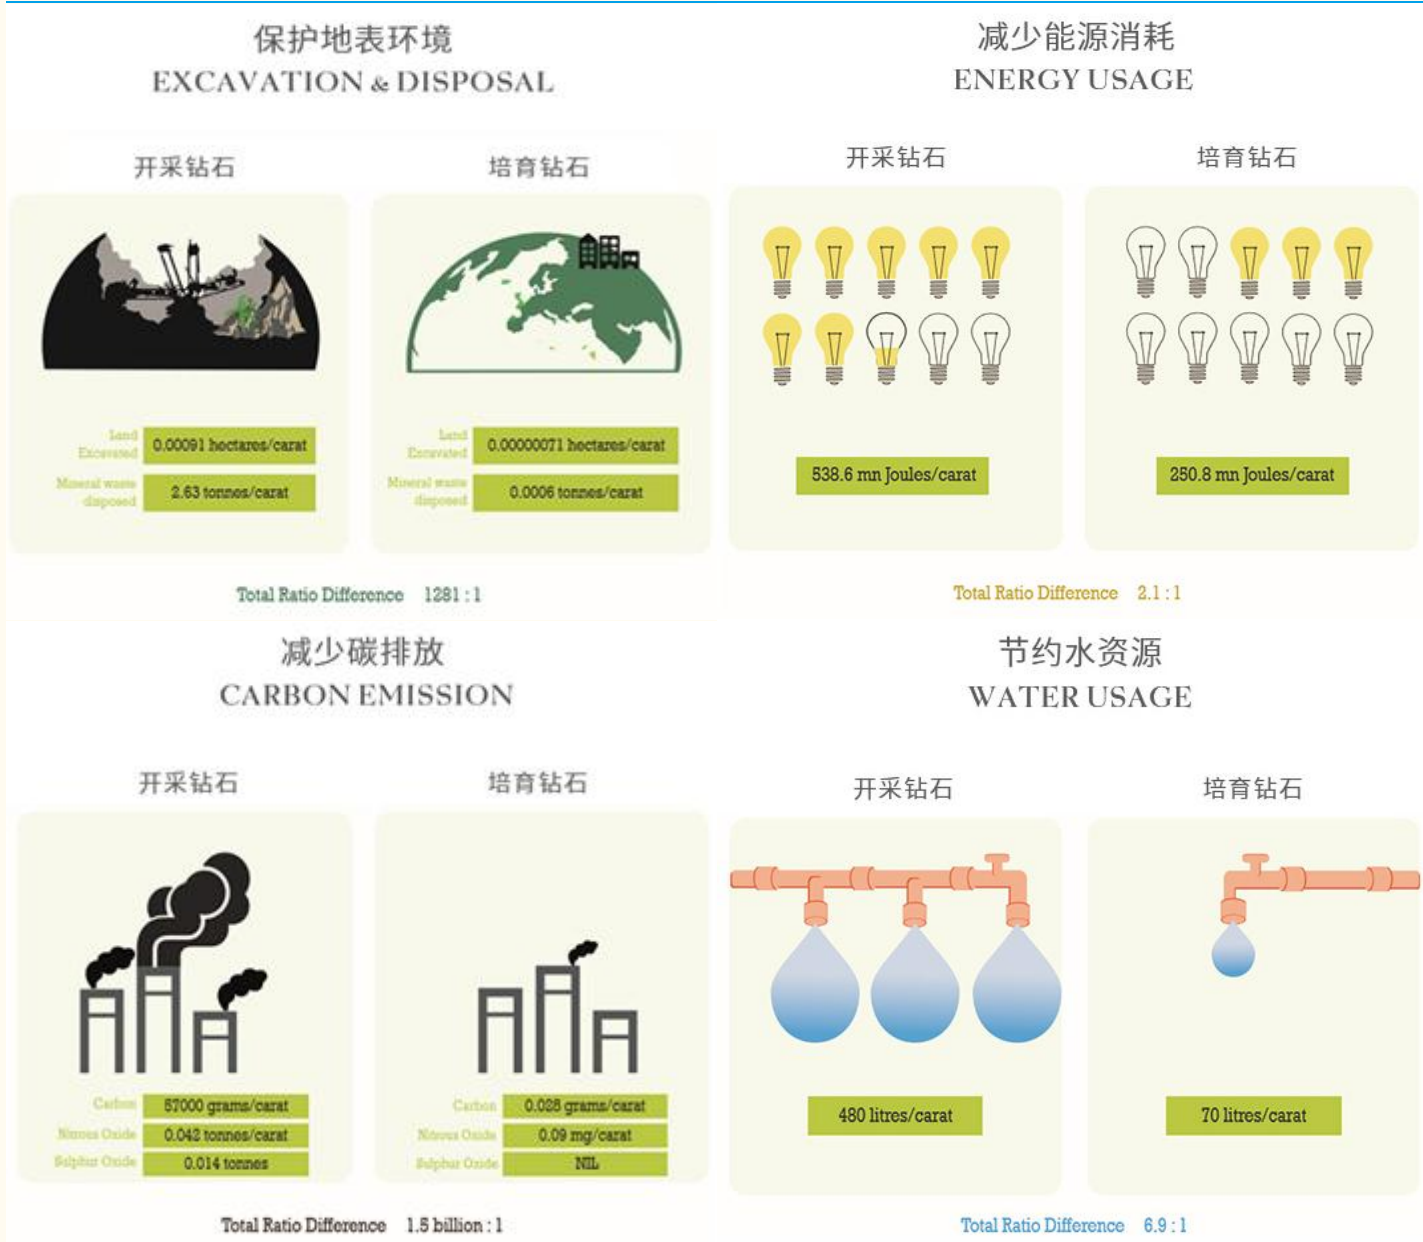 保护地表环境
EXCAVATION & DISPOSAL
开采钻石
培育钻石
Land
Excavated
0.00091 hectares/carat
Mineral waste
disposed
2.63 tonnes/carat
Land
Excavated
0.00000071 hectares/carat
Mineral waste
disposed
0.0006 tonnes/carat
Total Ratio Difference 1281 : 1
减少能源消耗
ENERGY USAGE
开采钻石
培育钻石
538.6 mn Joules/carat
250.8 mn Joules/carat
Total Ratio Difference 2.1 : 1
减少碳排放
CARBON EMISSION
开采钻石
培育钻石
Carbon 57000 grams/carat
Nitrous Oxide 0.042 tonnes/carat
Sulphur Oxide 0.014 tonnes
Carbon 0.028 grams/carat
Nitrous Oxide 0.09 mg/carat
Sulphur Oxide NIL
Total Ratio Difference 1.5 billion : 1
节约水资源
WATER USAGE
开采钻石
培育钻石
480 litres/carat
70 litres/carat
Total Ratio Difference 6.9 : 1